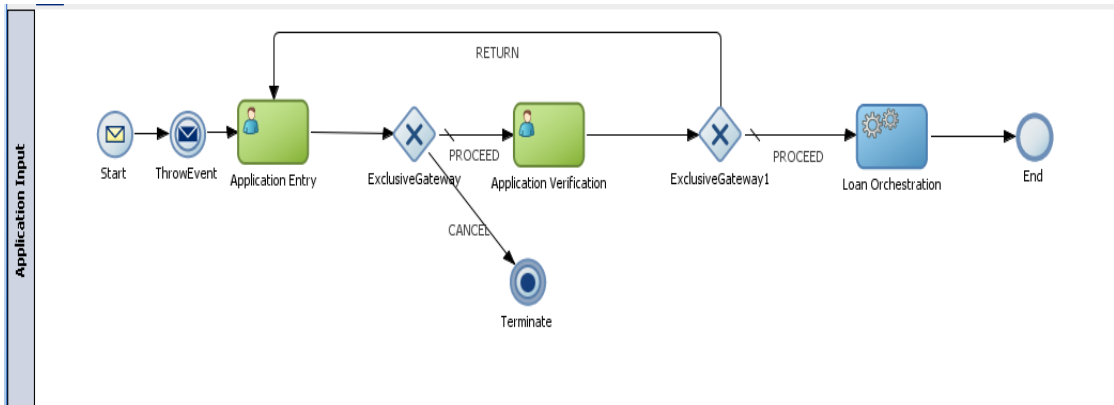 Application Input
RETURN
Start
ThrowEvent
Application Entry
ExclusiveGateway
PROCEED
Application Verification
ExclusiveGateway1
PROCEED
Loan Orchestration
End
CANCEL
Terminate